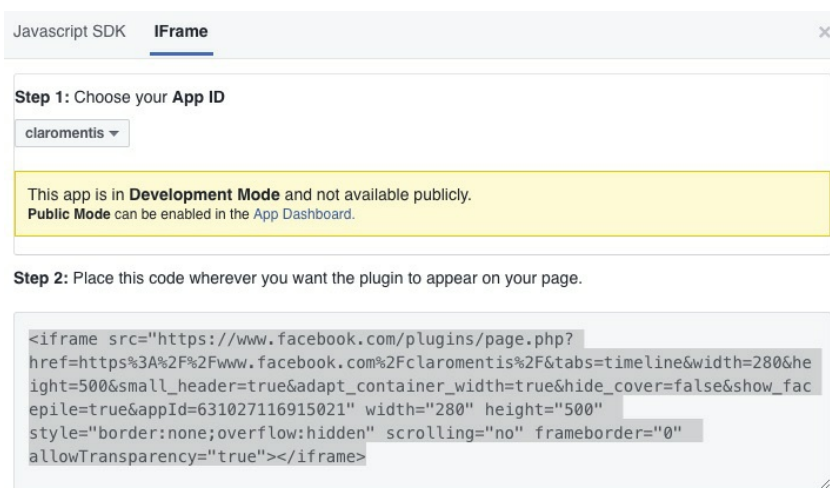 Javascript SDK IFrame
Step 1: Choose your App ID
claromentis
This app is in Development Mode and not available publicly.
Public Mode can be enabled in the App Dashboard.
Step 2: Place this code wherever you want the plugin to appear on your page.
<iframe src="https://www.facebook.com/plugins/page.php?
href=https%3A%2F%2Fwww.facebook.com%2Fclaromentis%2F&tabs=timeline&width=280&he
ight=500&small_header=true&adapt_container_width=true&hide_cover=false&show_fac
epile=true&appId=631027116915021" width="280" height="500"
style="border:none;overflow:hidden" scrolling="no" frameborder="0"
allowTransparency="true"></iframe>